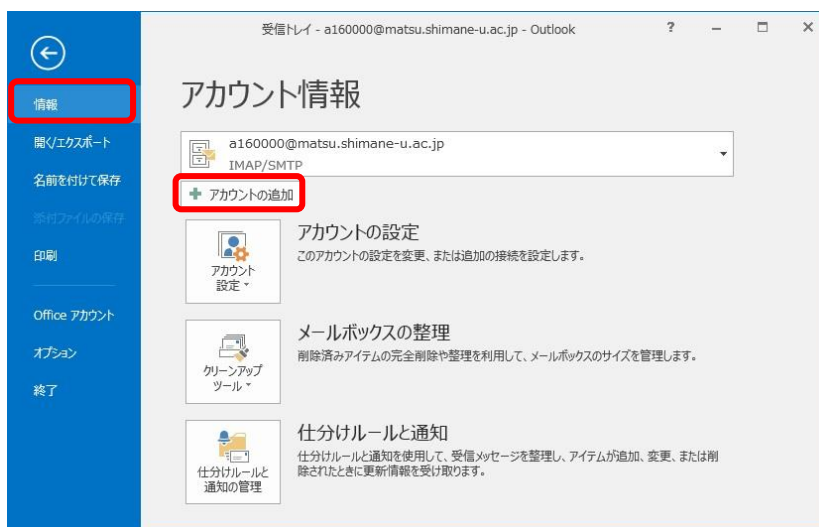 受信トレイ - a160000@matsu.shimane-u.ac.jp - Outlook
情報
開く/エクスポート
名前を付けて保存
添付ファイルの保存
印刷
Office アカウント
オプション
終了
アカウント情報
a160000@matsu.shimane-u.ac.jp
IMAP/SMTP
アカウントの追加
アカウント
設定
アカウントの設定
このアカウントの設定を変更、または追加の接続を設定します。
クリーンアップ
ツール
メールボックスの整理
削除済みアイテムの完全削除や整理を利用して、メールボックスのサイズを管理します。
仕分けルールと
通知の管理
仕分けルールと通知
仕分けルールと通知を使用して、受信メッセージを整理し、アイテムが追加、変更、または削
除されたときに更新情報を受け取ります。